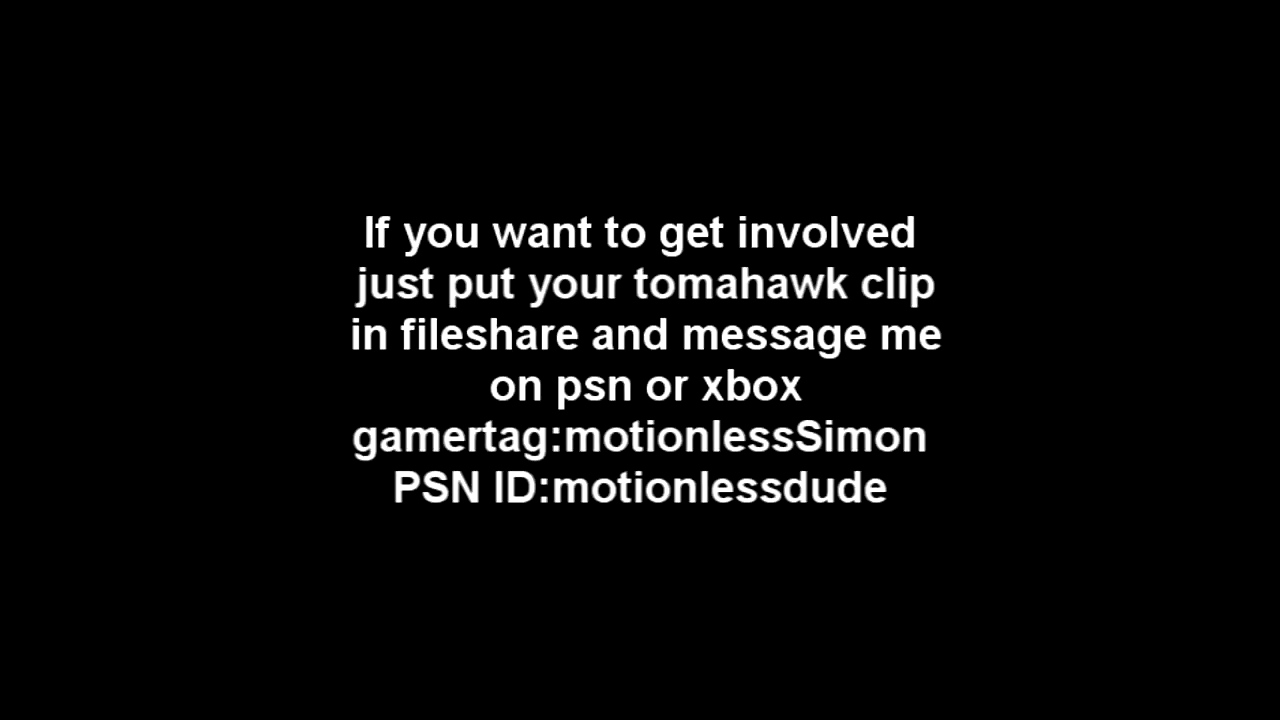 If you want to get involved
just put your tomahawk clip
in fileshare and message me
on psn or xbox
gamertag:motionlessSimon
PSN ID:motionlessdude